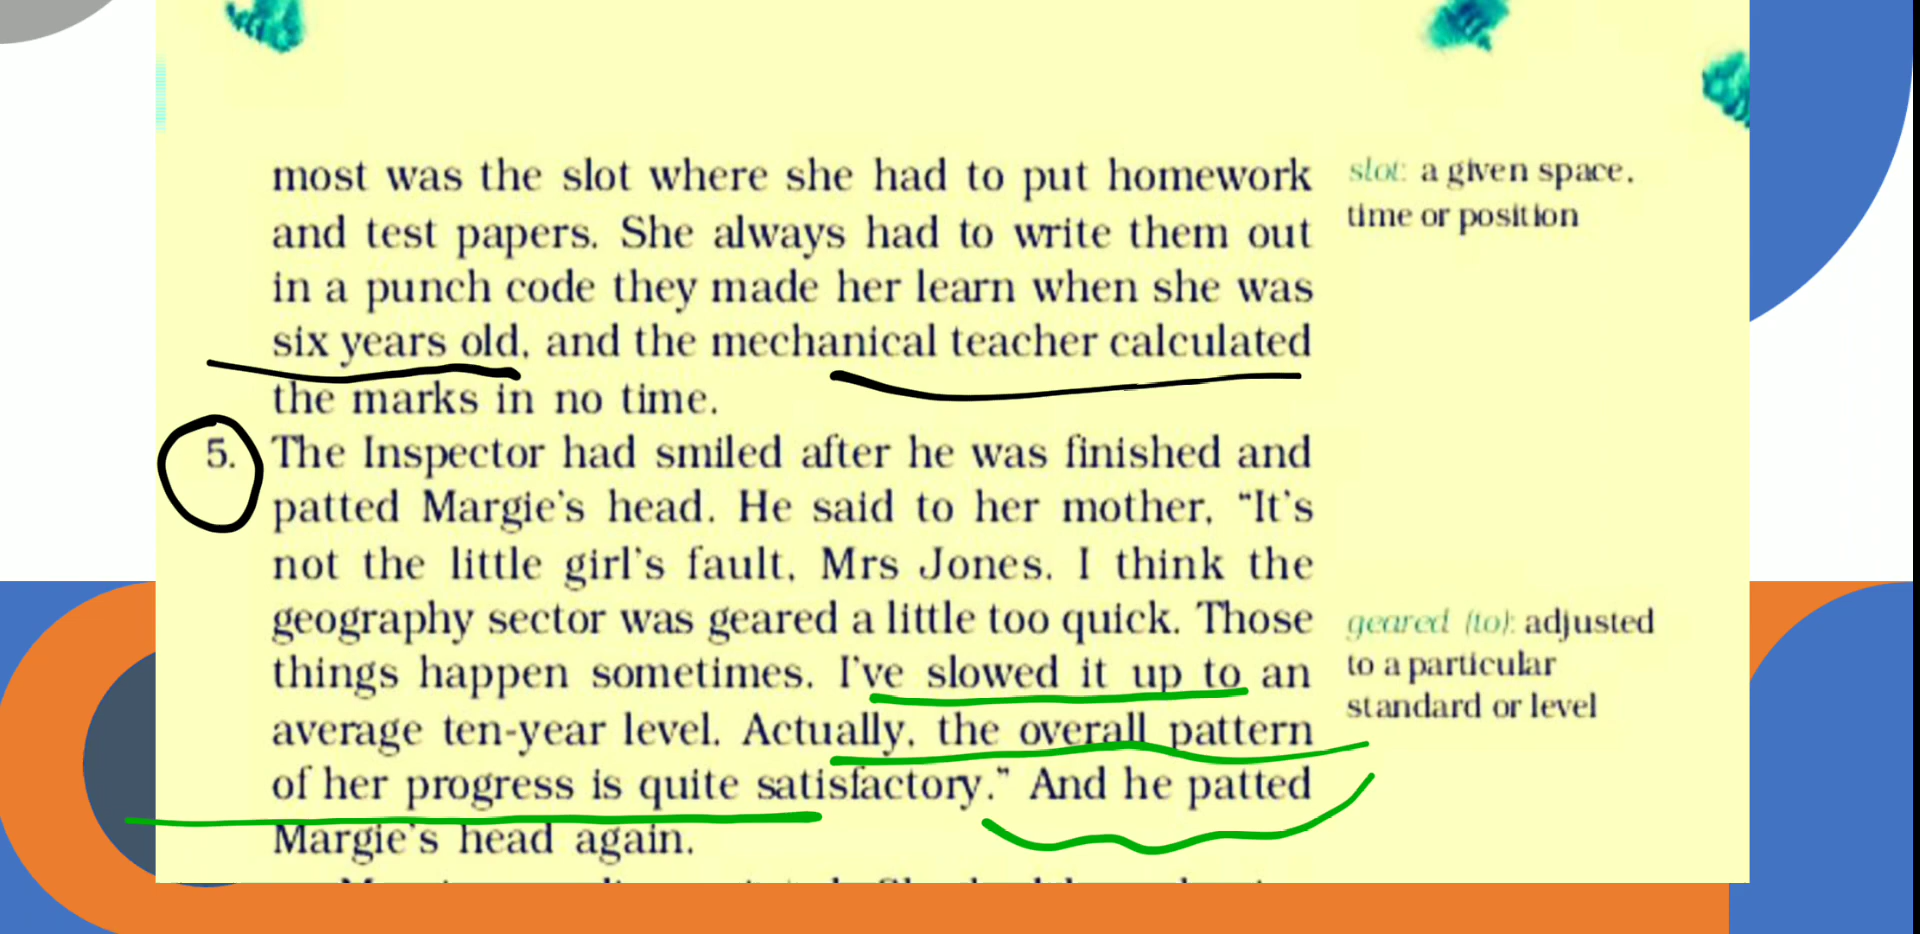 most was the slot where she had to put homework
and test papers. She always had to write them out
in a punch code they made her learn when she was
six years old, and the mechanical teacher calculated
the marks in no time.
5. The Inspector had smiled after he was finished and
patted Margie's head. He said to her mother, “It's
not the little girl's fault, Mrs Jones. I think the
geography sector was geared a little too quick. Those
things happen sometimes. I've slowed it up to an
average ten-year level. Actually, the overall pattern
of her progress is quite satisfactory.” And he patted
Margie's head again.
slot: a given space,
time or position
geared (to): adjusted
to a particular
standard or level